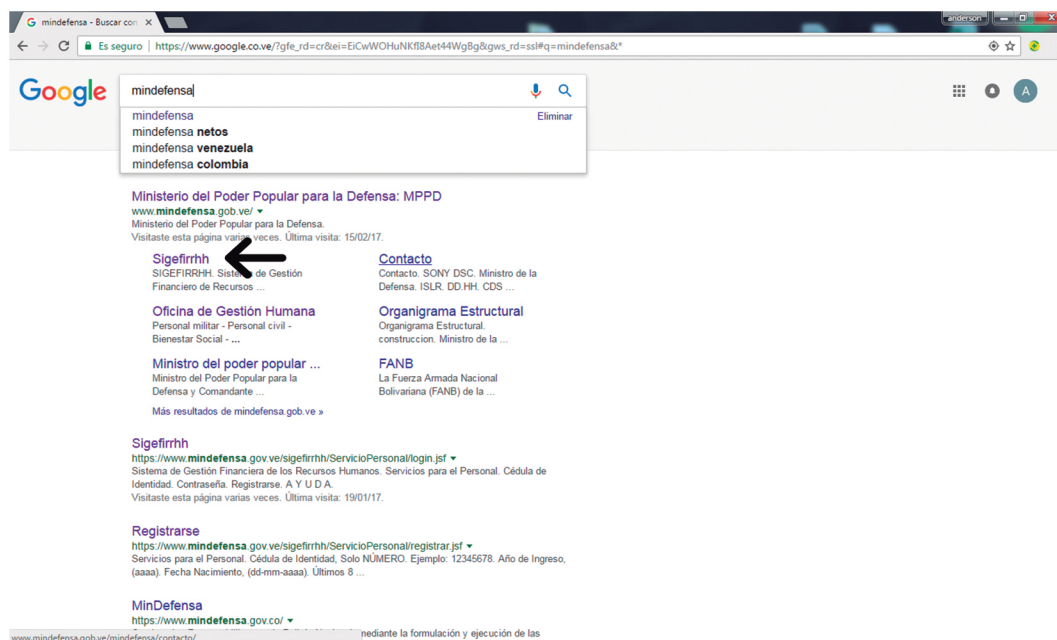 mindefensa - Buscar con
anderson
Es seguro | https://www.google.co.ve/?gfe_rd=cr&ei=EiCwWOHuNKfl8Aet44WgBg&gws_rd=ssl#q=mindefensa&*
Google
mindefensa
A
mindefensa Eliminar
mindefensa netos
mindefensa venezuela
mindefensa colombia
Ministerio del Poder Popular para la Defensa: MPPD
www.mindefensa.gob.ve/
Ministerio del Poder Popular para la Defensa.
Visitaste esta página varias veces. Última visita: 15/02/17.
Sigefirrhh
SIGEFIRRHH. Sistema de Gestión
Financiero de Recursos ...
Contacto
Contacto. SONY DSC. Ministro de la
Defensa. ISLR. DD.HH. CDS ...
Oficina de Gestión Humana
Personal militar - Personal civil -
Bienestar Social - ...
Organigrama Estructural
Organigrama Estructural.
construccion. Ministro de la ...
Ministro del poder popular ...
Ministro del Poder Popular para la
Defensa y Comandante ...
FANB
La Fuerza Armada Nacional
Bolivariana (FANB) de la ...
Más resultados de mindefensa.gob.ve »
Sigefirrhh
https://www.mindefensa.gov.ve/sigefirrhh/ServicioPersonal/login.jsf
Sistema de Gestión Financiera de los Recursos Humanos. Servicios para el Personal. Cédula de
Identidad. Contraseña. Registrarse. A Y U D A.
Visitaste esta página varias veces. Última visita: 19/01/17.
Registrarse
https://www.mindefensa.gov.ve/sigefirrhh/ServicioPersonal/registrar.jsf
Servicios para el Personal. Cédula de Identidad, Solo NÚMERO. Ejemplo: 12345678. Año de Ingreso,
(aaaa). Fecha Nacimiento, (dd-mm-aaaa). Últimos 8 ...
MinDefensa
https://www.mindefensa.gov.co/
mediante la formulación y ejecución de las
www.mindefensa.gob.ve/mindefensa/contacto/